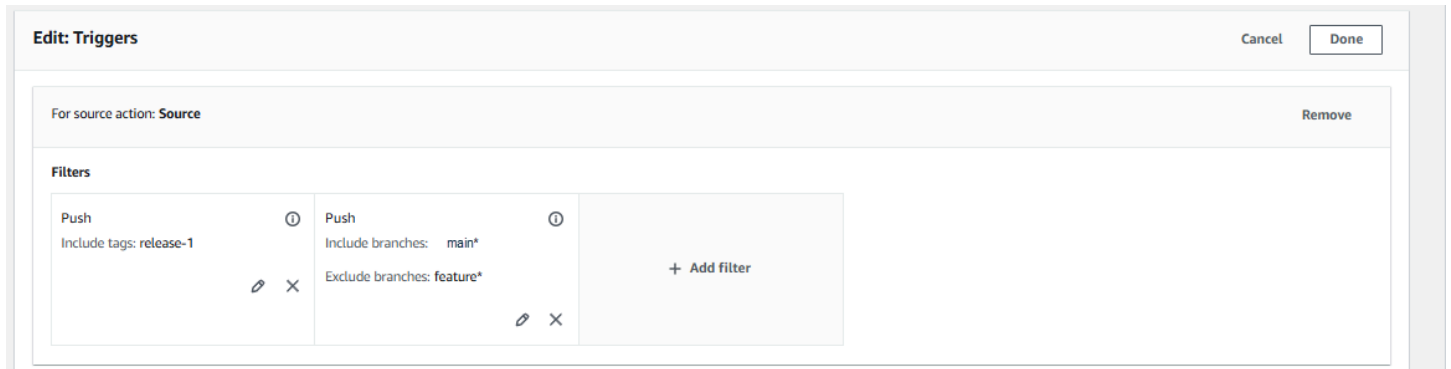 Edit: Triggers
Cancel
Done
For source action: Source
Remove
Filters
Push
Include tags: release-1
Push
Include branches: main*
Exclude branches: feature*
+ Add filter